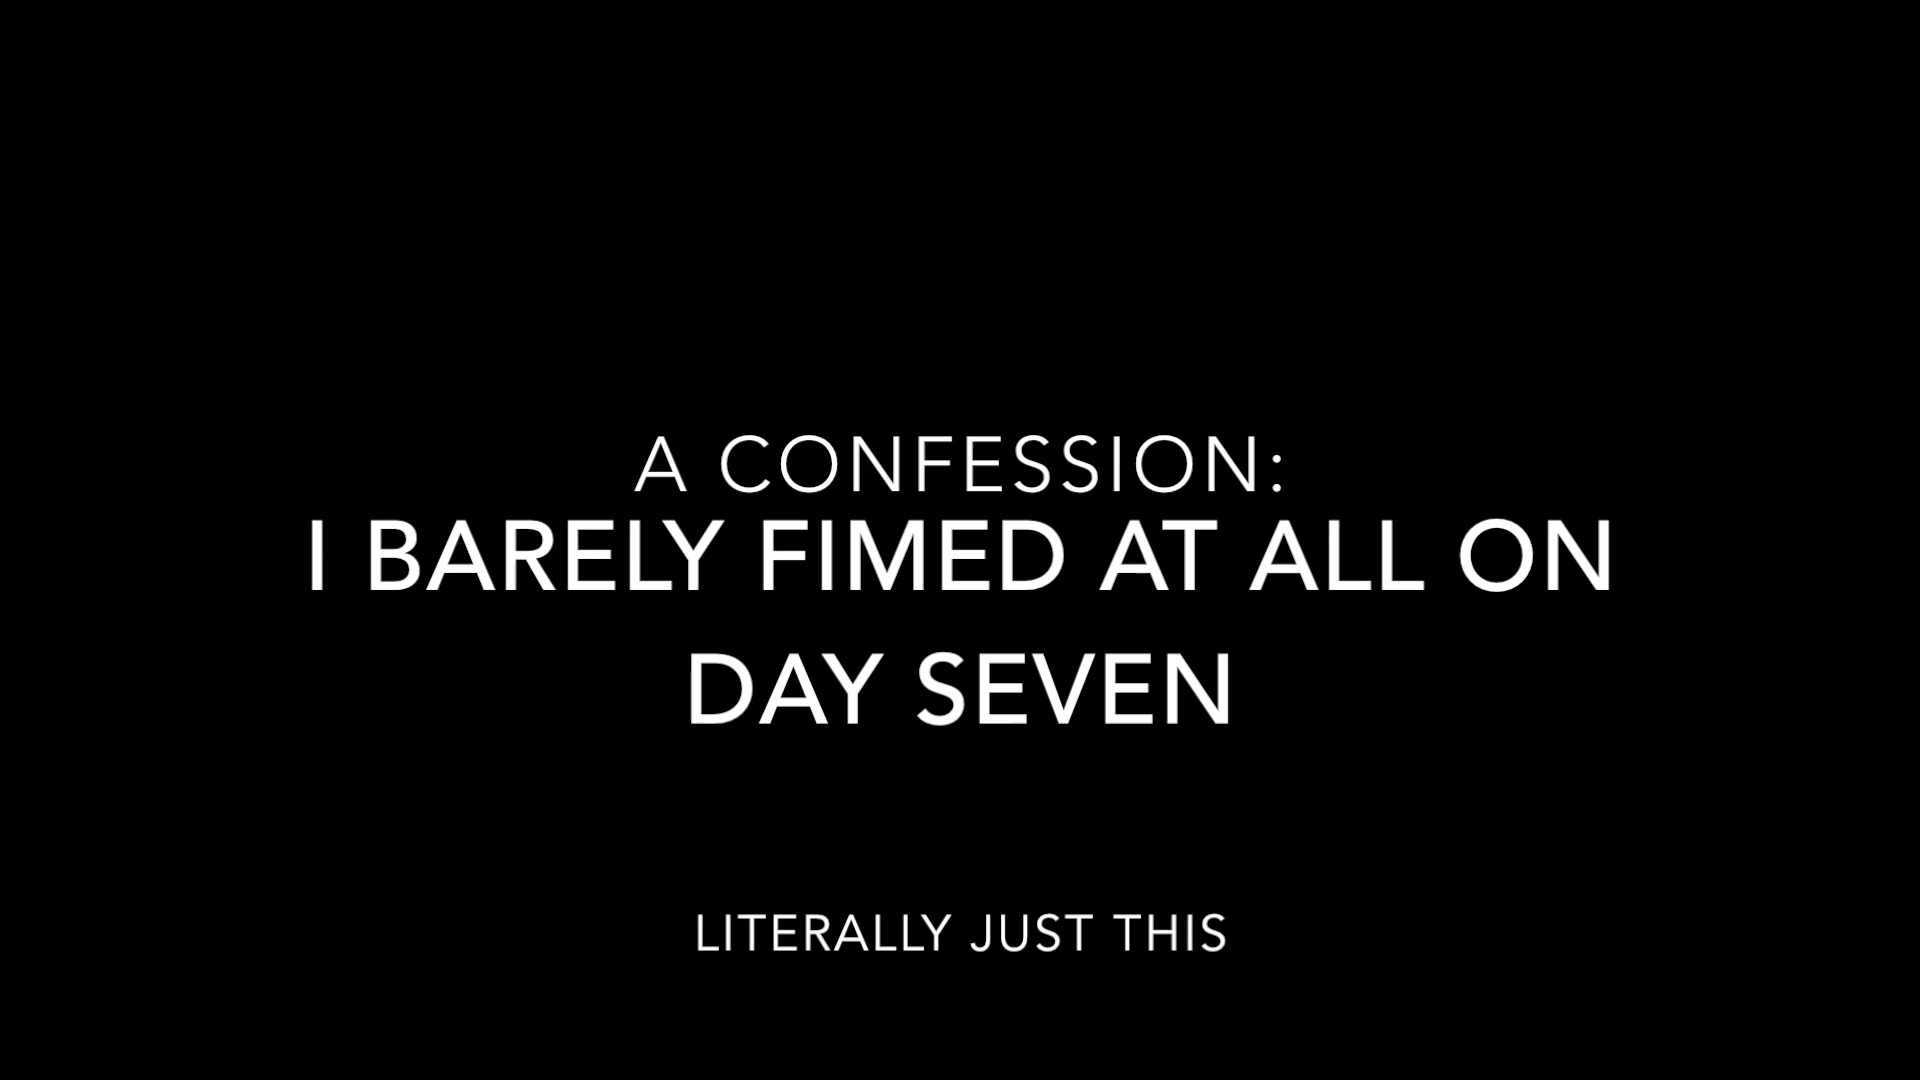 A CONFESSION:
I BARELY FIMED AT ALL ON
DAY SEVEN
LITERALLY JUST THIS